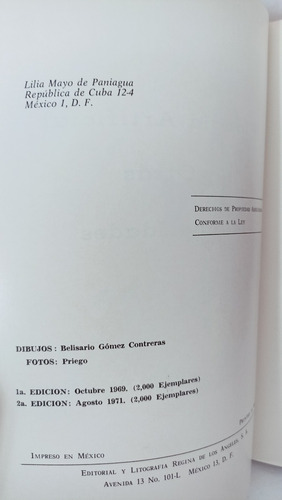 Lilia Mayo de Paniagua
República de Cuba 12-4
México 1, D. F.
DERECHOS DE PROPIEDAD
CONFORME A LA LEY
DIBUJOS: Belisario Gómez Contreras
FOTOS: Priego
1a. EDICION: Octubre 1969. (2,000 Ejemplares)
2a. EDICION: Agosto 1971. (2,000 Ejemplares)
IMPRESO EN MÉXICO
EDITORIAL Y LITOGRAFIA REGINA DE LOS ANGELES, S. A.
AVENIDA 13 No. 101-L. MÉXICO 13, D. F.